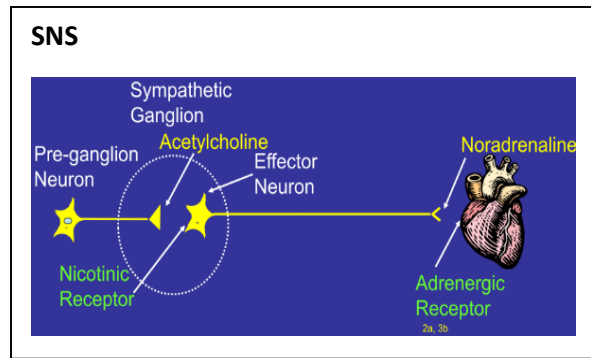 SNS
Sympathetic
Ganglion
Acetylcholine
Pre-ganglion
Neuron
Effector
Neuron
Noradrenaline
Nicotinic
Receptor
Adrenergic
Receptor
2a, 3b